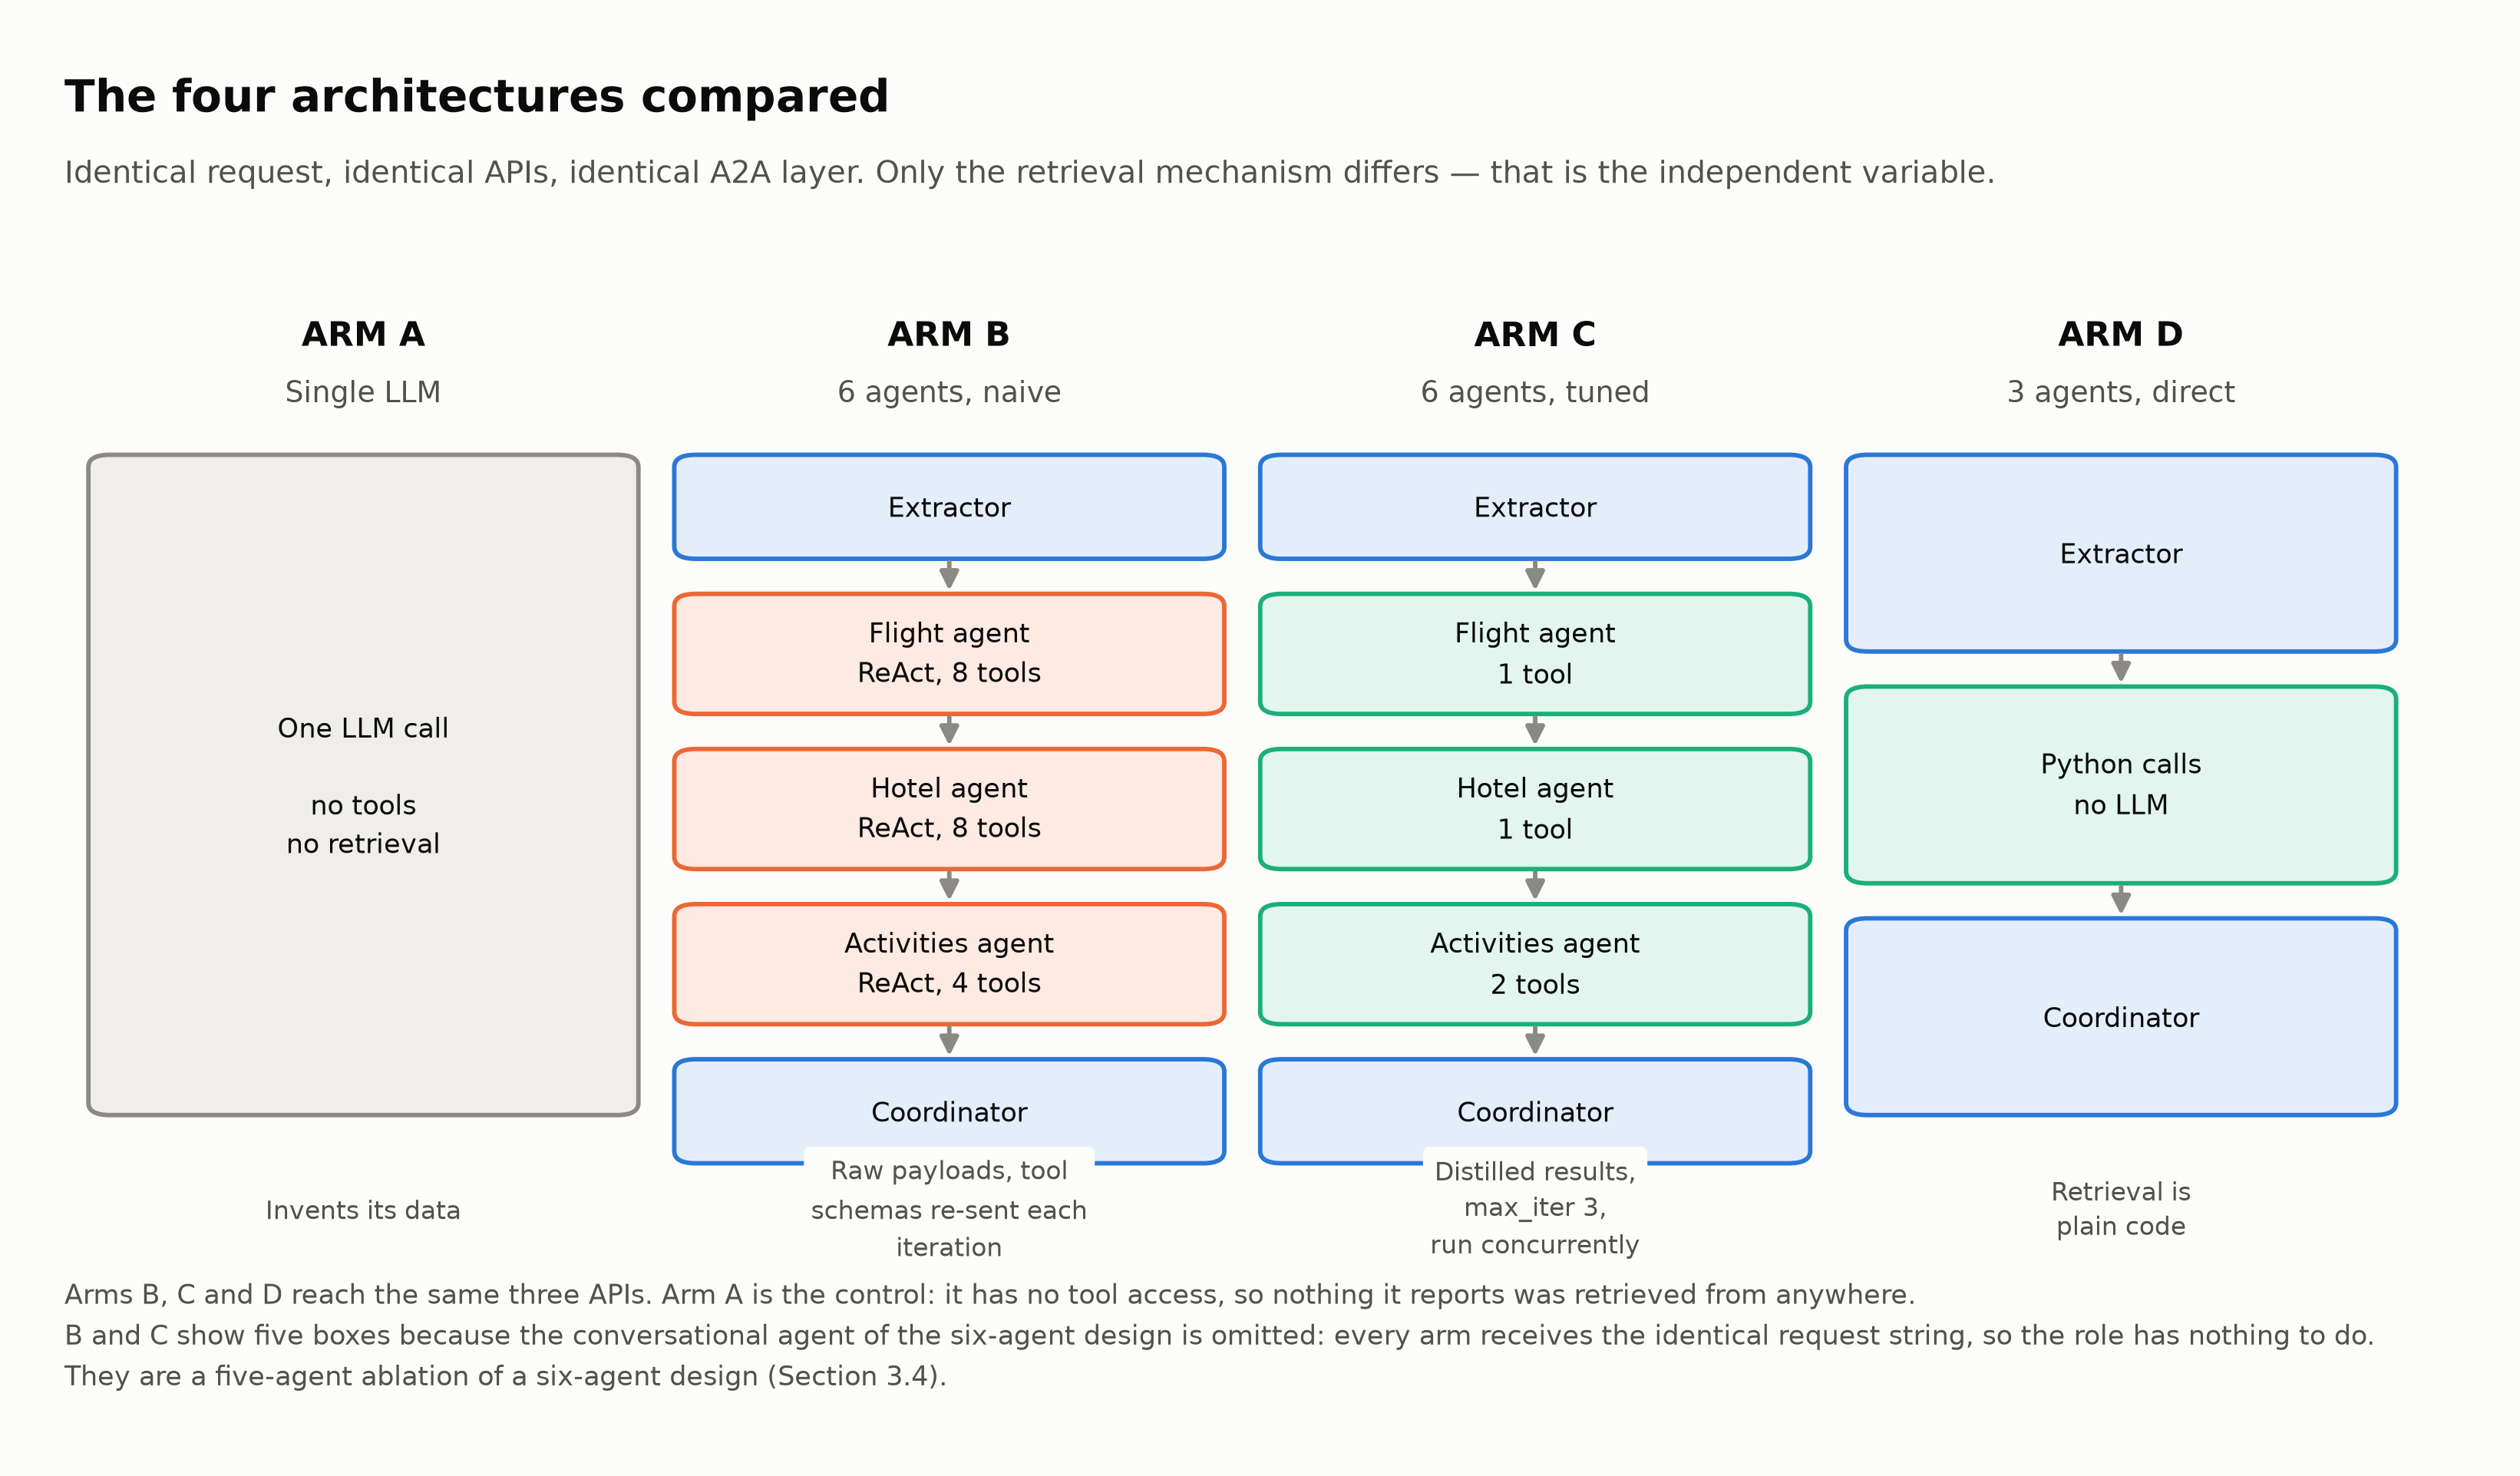 The four architectures compared
Identical request, identical APIs, identical A2A layer. Only the retrieval mechanism differs — that is the independent variable.
ARM A
Single LLM
One LLM call
no tools
no retrieval
Invents its data
ARM B
6 agents, naive
Extractor
Flight agent
ReAct, 8 tools
Hotel agent
ReAct, 8 tools
Activities agent
ReAct, 4 tools
Coordinator
Raw payloads, tool
schemas re-sent each
iteration
ARM C
6 agents, tuned
Extractor
Flight agent
1 tool
Hotel agent
1 tool
Activities agent
2 tools
Coordinator
Distilled results,
max_iter 3,
run concurrently
ARM D
3 agents, direct
Extractor
Python calls
no LLM
Coordinator
Retrieval is
plain code
Arms B, C and D reach the same three APIs. Arm A is the control: it has no tool access, so nothing it reports was retrieved from anywhere.
B and C show five boxes because the conversational agent of the six-agent design is omitted: every arm receives the identical request string, so the role has nothing to do.
They are a five-agent ablation of a six-agent design (Section 3.4).